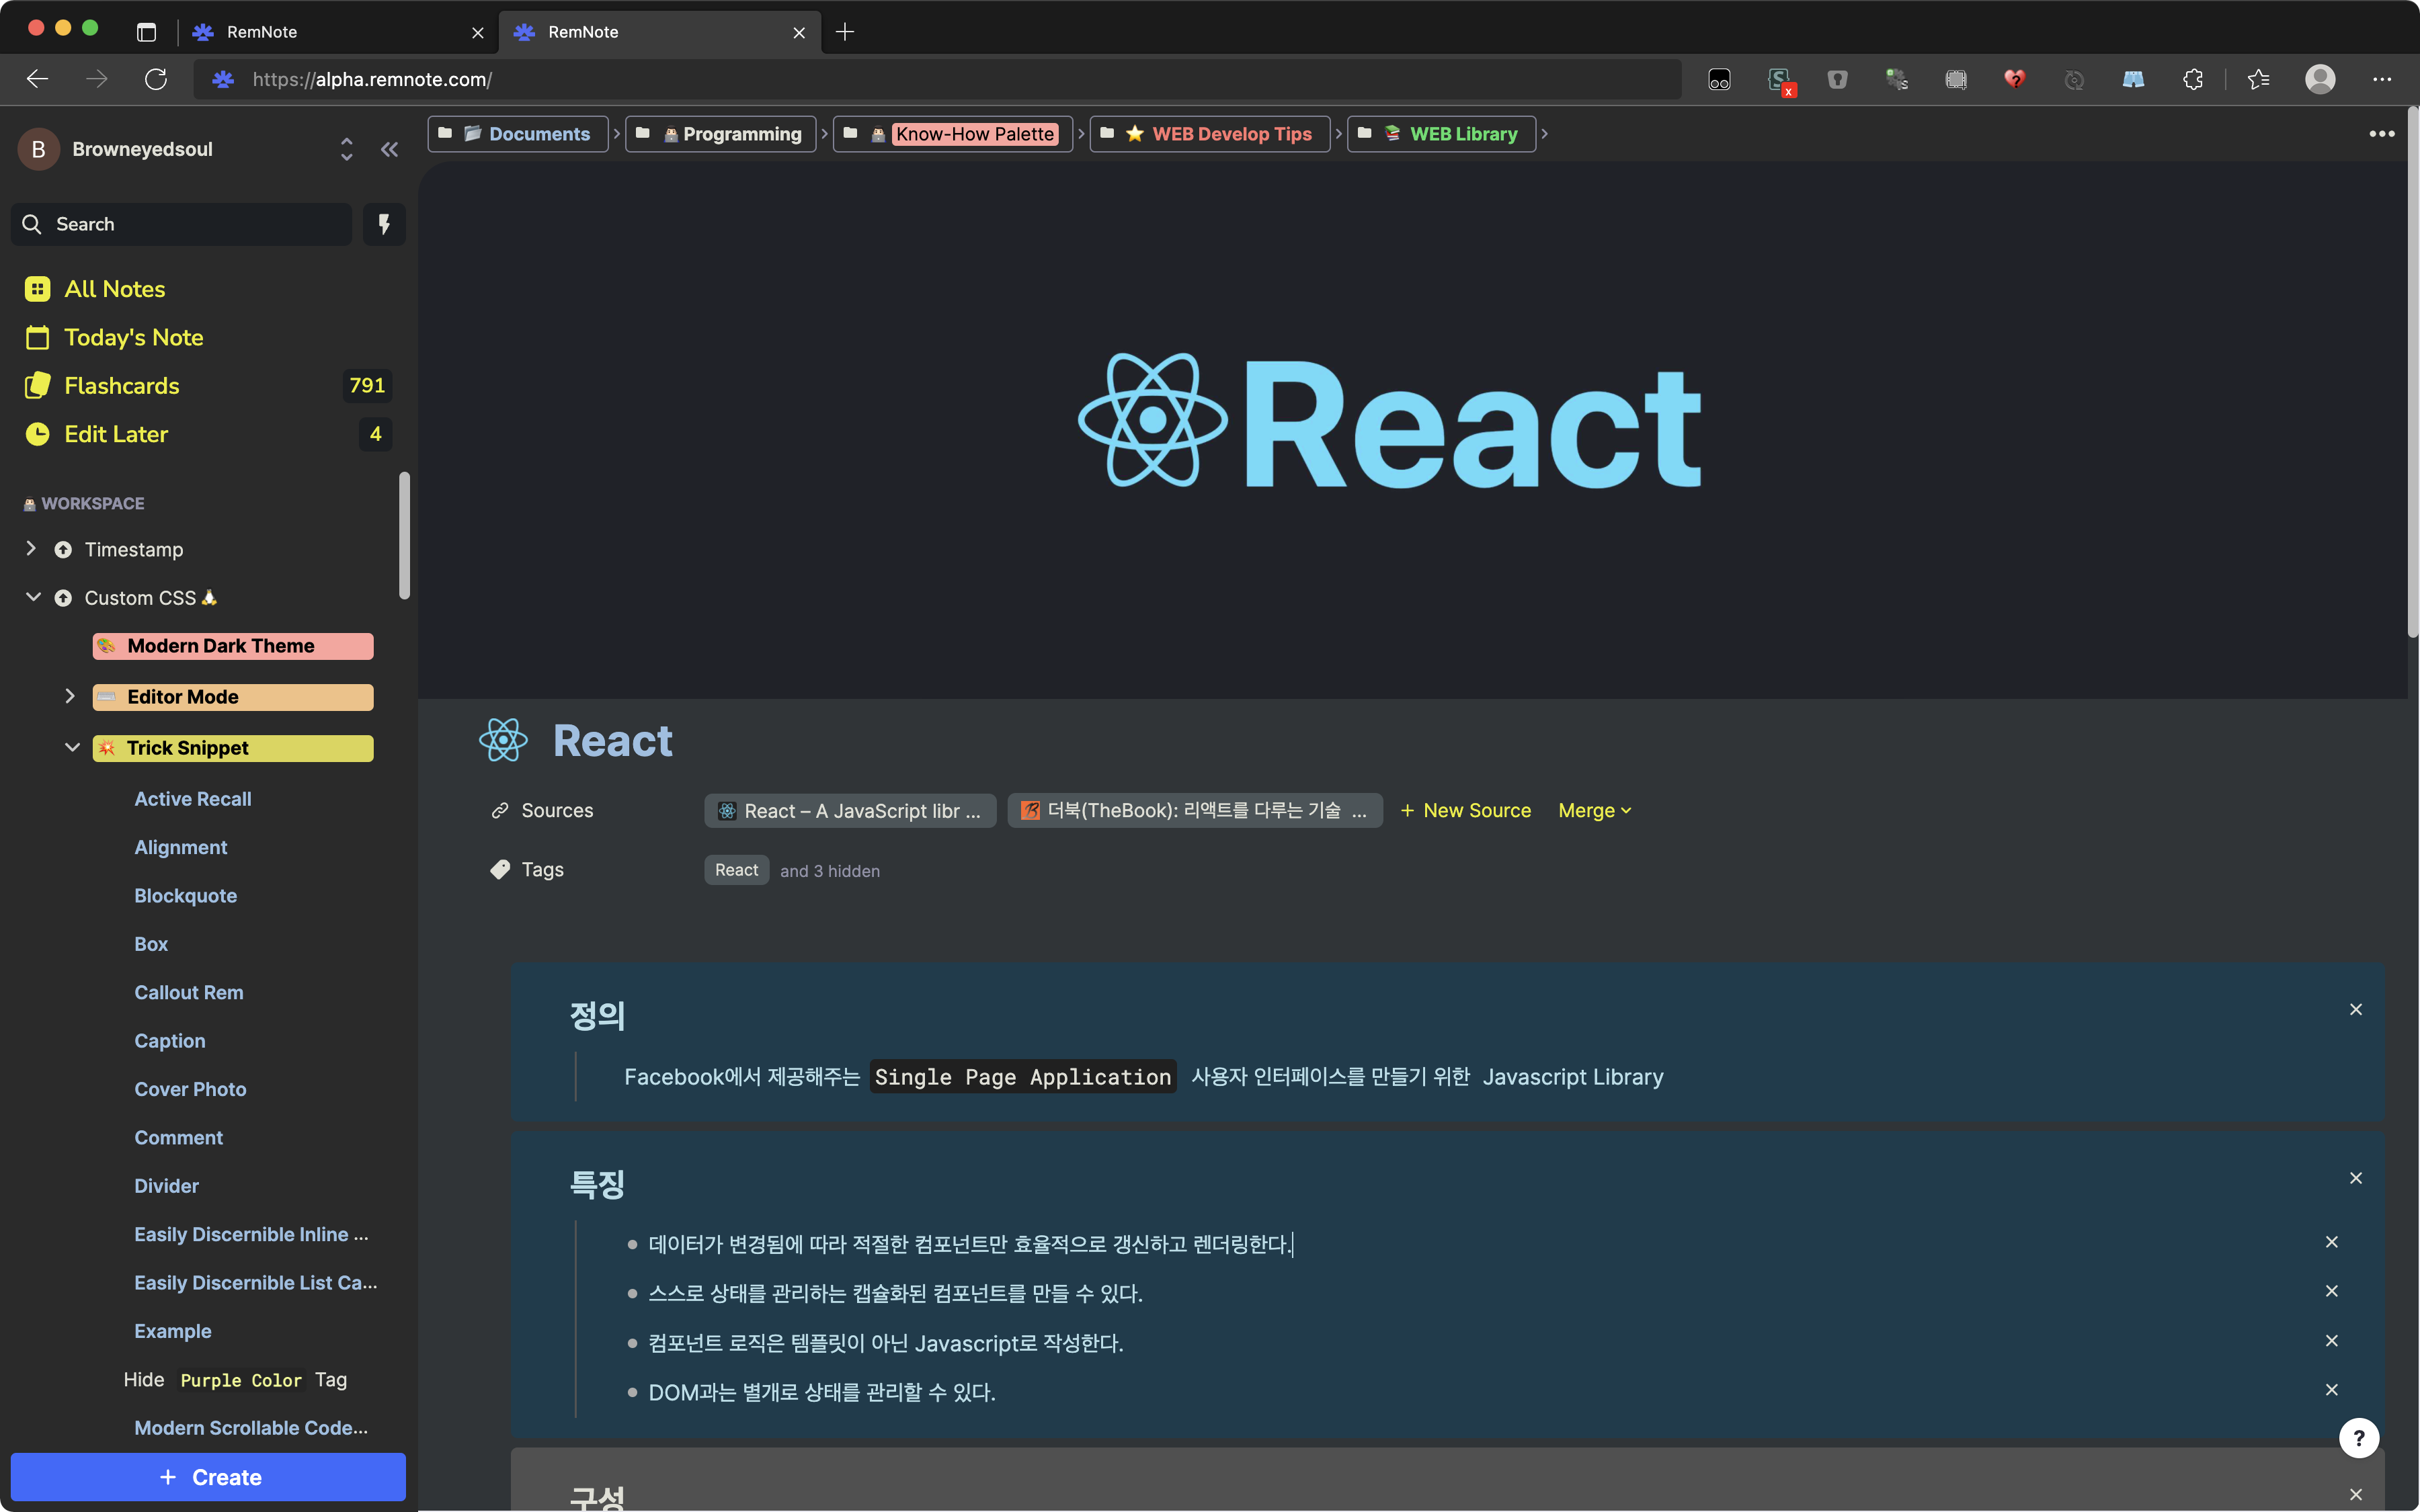 RemNote
RemNote
https://alpha.remnote.com/
B
Browneyedsoul
Documents
Programming
Know-How Palette
WEB Develop Tips
WEB Library
Search
All Notes
Today's Note
Flashcards
791
Edit Later
4
WORKSPACE
Timestamp
Custom CSS
Modern Dark Theme
Editor Mode
Trick Snippet
Active Recall
Alignment
Blockquote
Box
Callout Rem
Caption
Cover Photo
Comment
Divider
Easily Discernible Inline ...
Easily Discernible List Ca...
Example
Hide Purple Color Tag
Modern Scrollable Code...
+ Create
React
React
Sources
React – A JavaScript libr ...
더북(TheBook): 리액트를 다루는 기술 ...
+ New Source
Merge
Tags
React
and 3 hidden
정의
Facebook에서 제공해주는 Single Page Application 사용자 인터페이스를 만들기 위한 Javascript Library
특징
데이터가 변경됨에 따라 적절한 컴포넌트만 효율적으로 갱신하고 렌더링한다.
스스로 상태를 관리하는 캡슐화된 컴포넌트를 만들 수 있다.
컴포넌트 로직은 템플릿이 아닌 Javascript로 작성한다.
DOM과는 별개로 상태를 관리할 수 있다.
구성
?